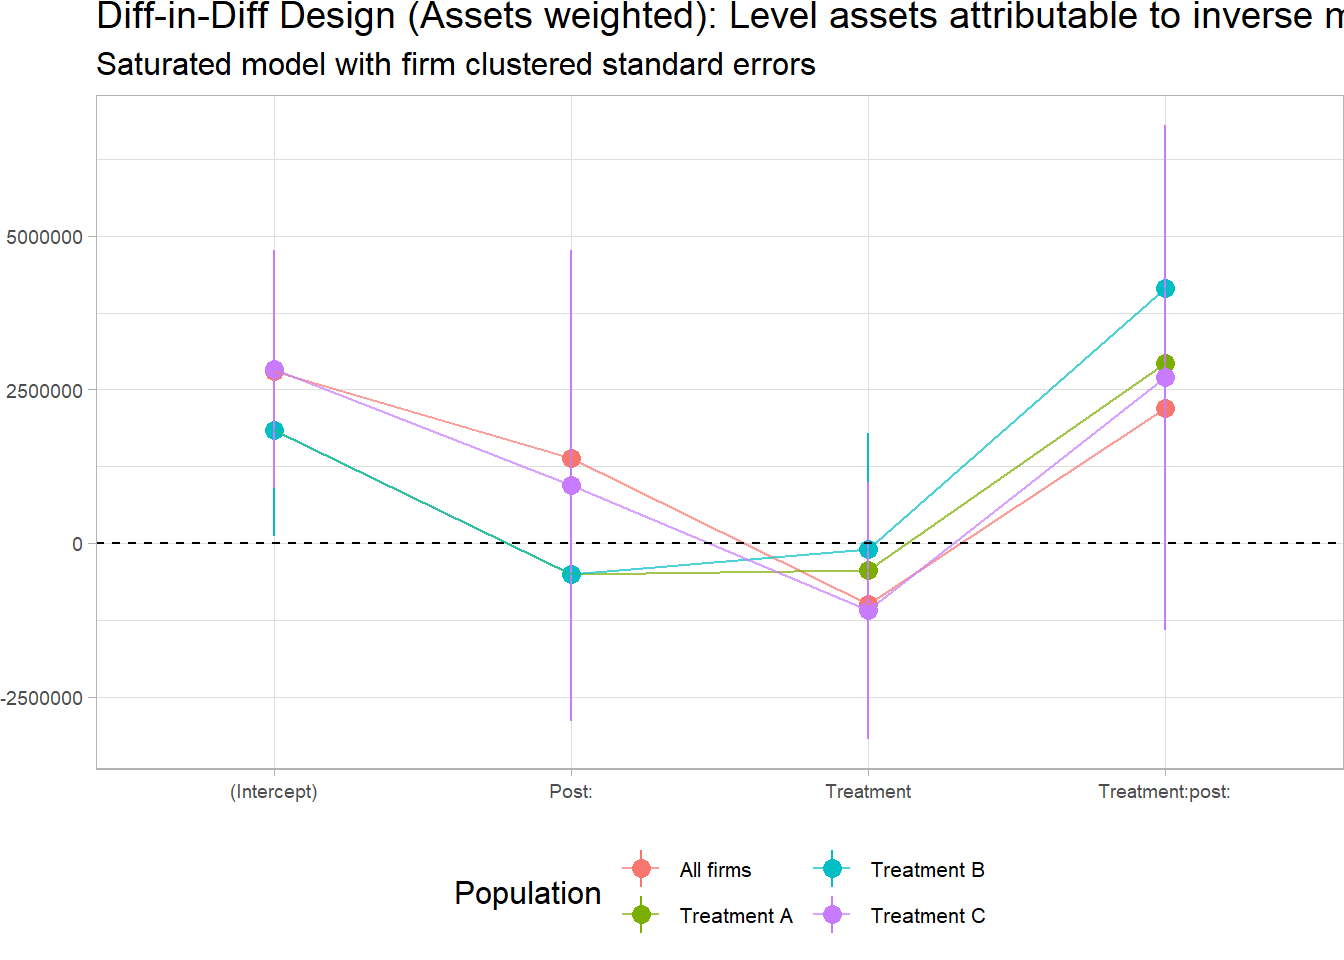 Diff-in-Diff Design (Assets weighted): Level assets attributable to inverse
Saturated model with firm clustered standard errors
5000000
2500000
0
-2500000
(Intercept) Post: Treatment Treatment:post:
Population
All firms Treatment B
Treatment A Treatment C